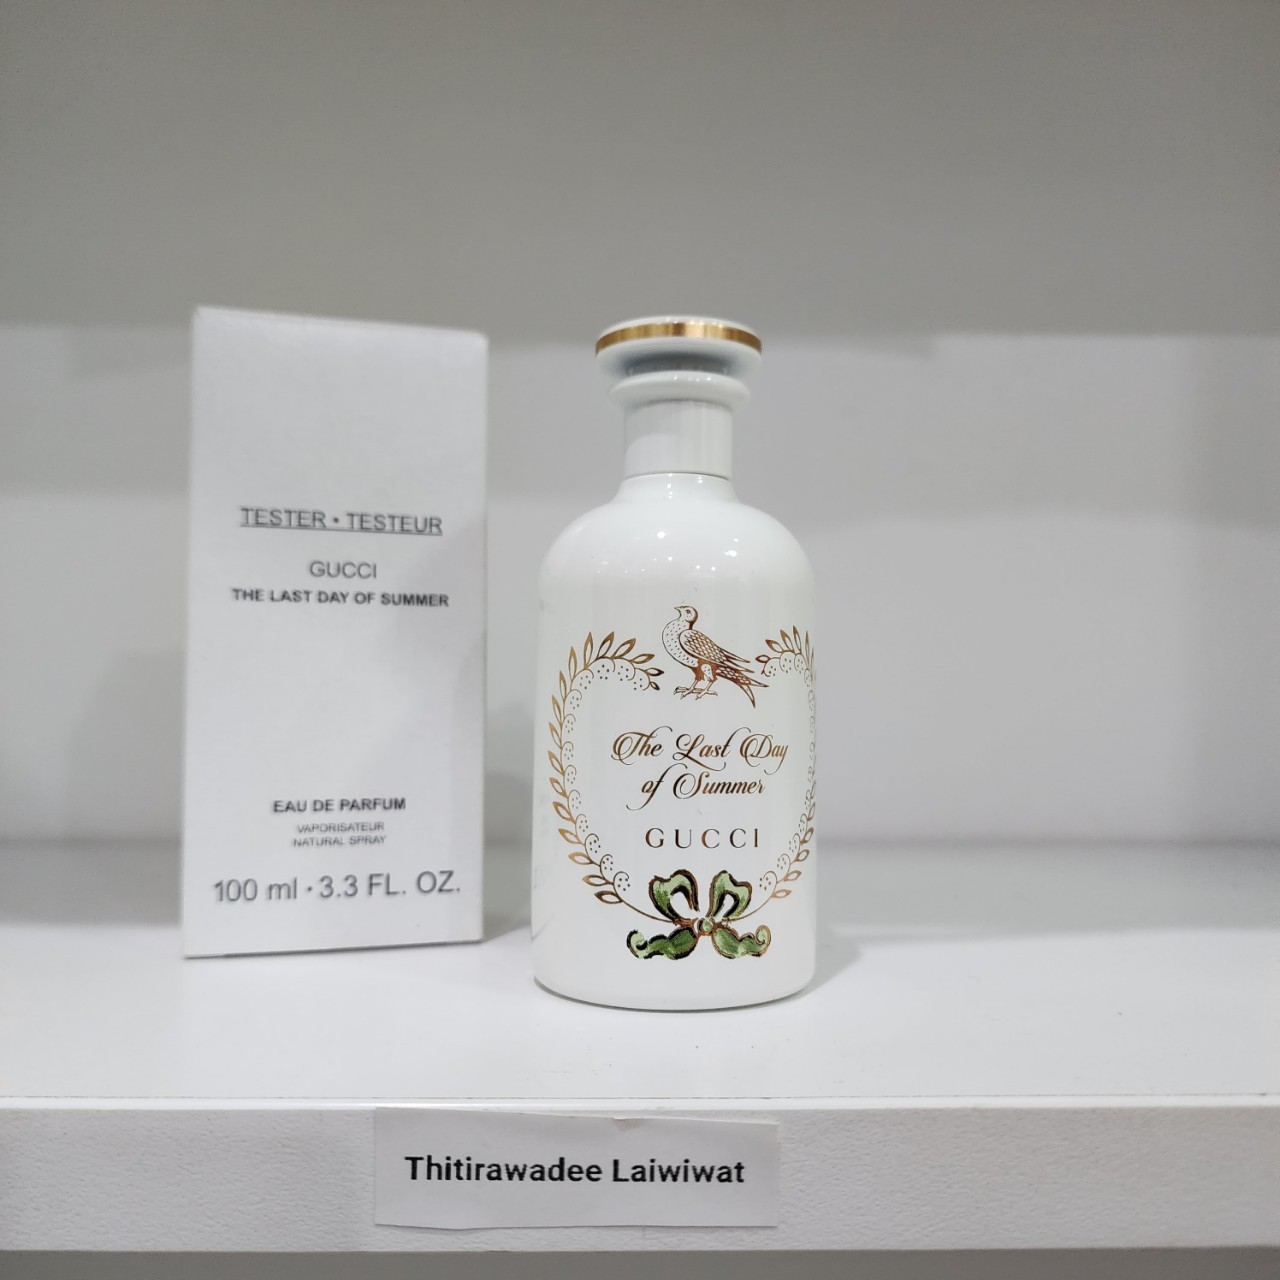 TESTER • TESTEUR
GUCCI
THE LAST DAY OF SUMMER
EAU DE PARFUM
VAPORISATEUR
NATURAL SPRAY
100 ml • 3.3 FL. OZ.
The Last Day
of Summer
GUCCI
Thitirawadee Laiwiwat